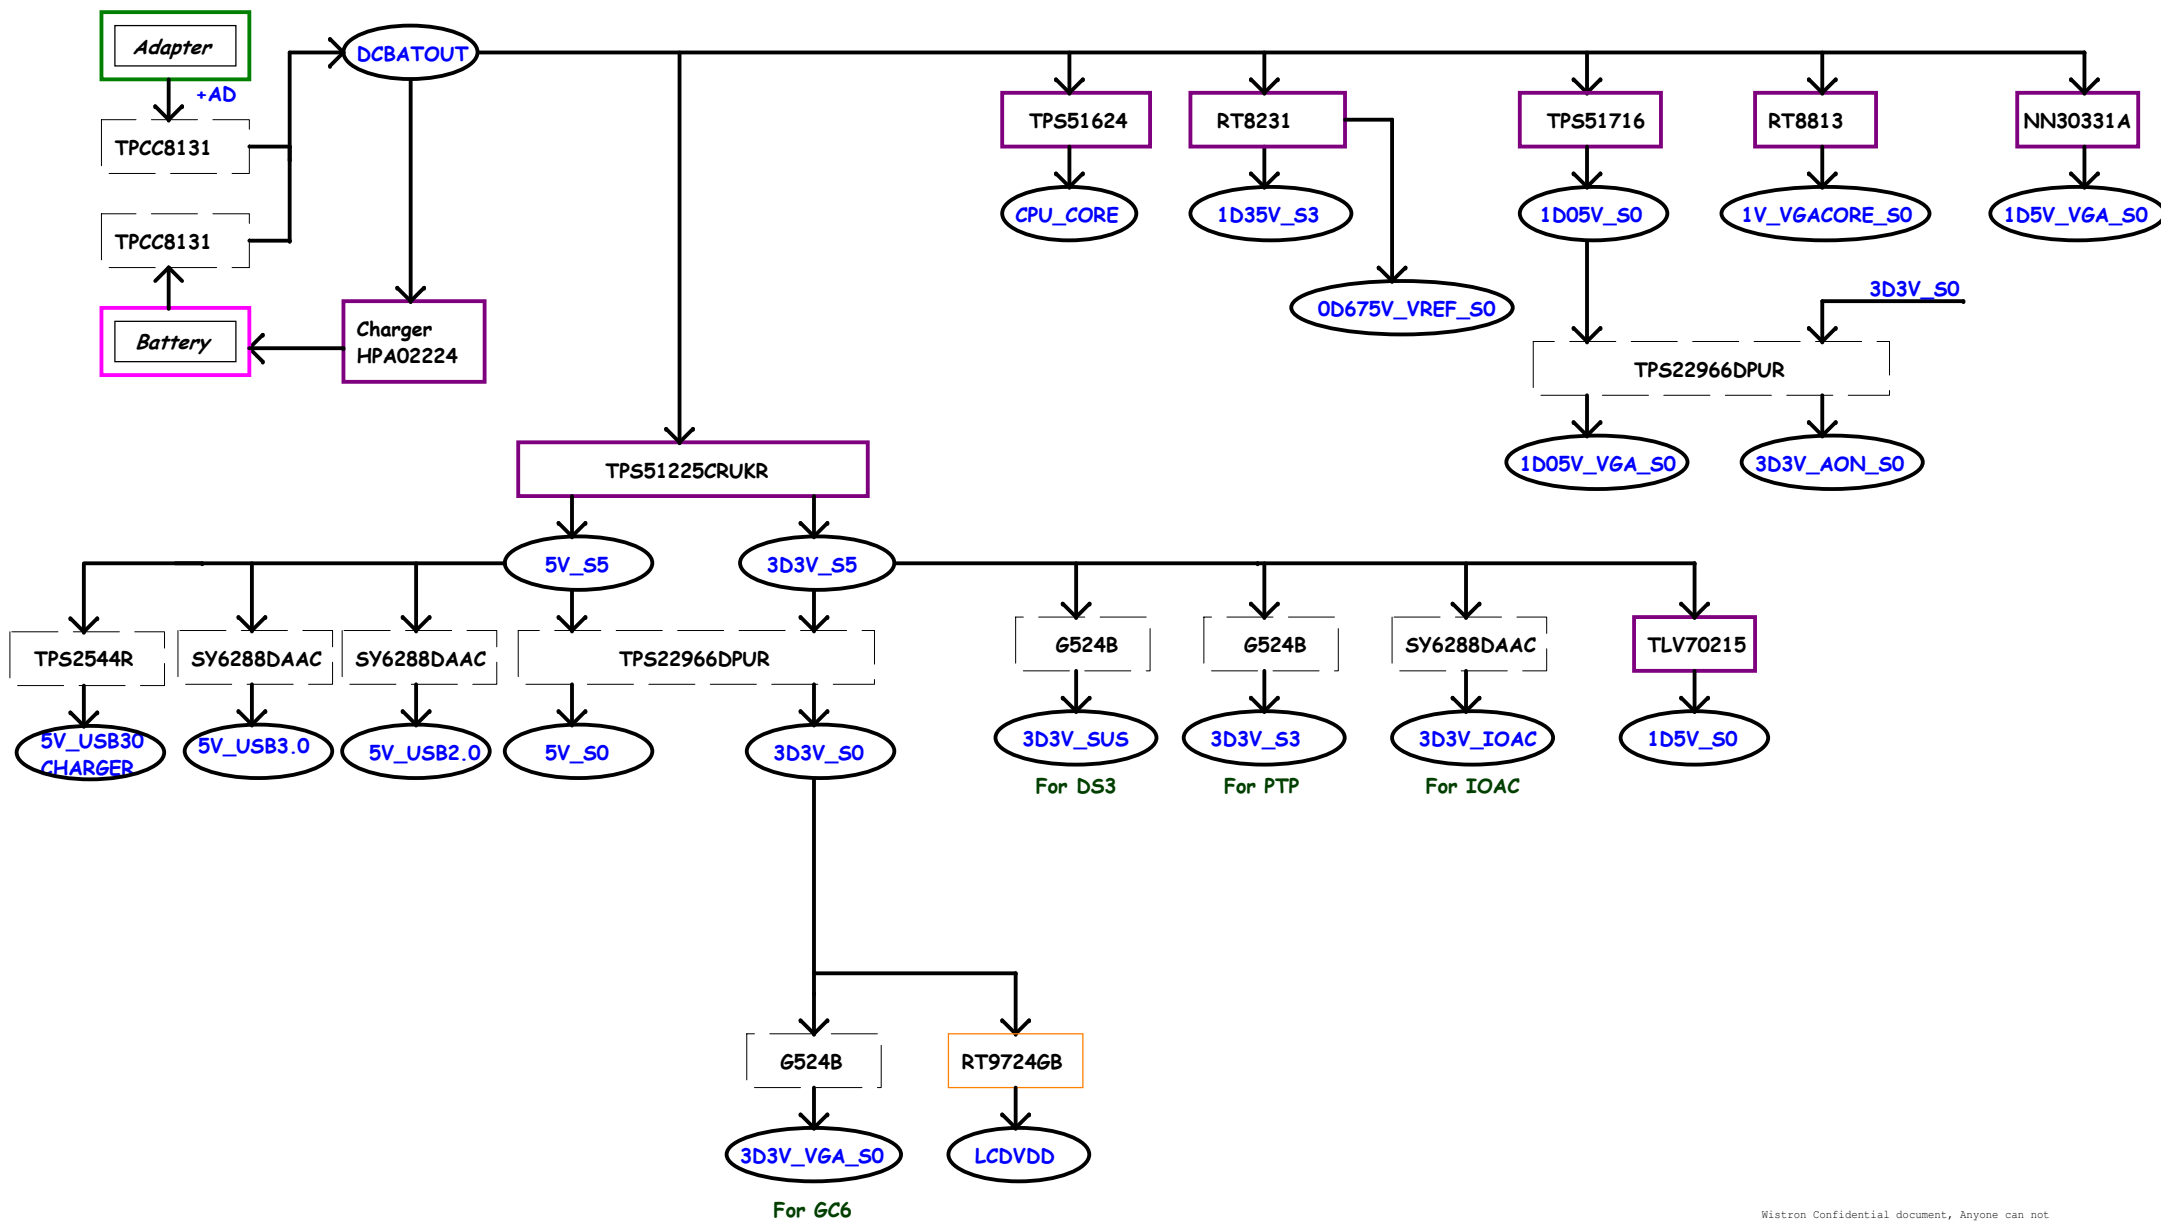 Adapter
DCBATOUT
+AD
TPCC8131
TPS51624
RT8231
TPS51716
RT8813
NN30331A
TPCC8131
CPU_CORE
1D35V_S3
1D05V_S0
1V_VGACORE_S0
1D5V_VGA_S0
0D675V_VREF_S0
3D3V_S0
Battery
Charger
HPA02224
TPS22966DPUR
TPS51225CRUKR
1D05V_VGA_S0
3D3V_AON_S0
5V_S5
3D3V_S5
TPS2544R
SY6288DAAC
SY6288DAAC
TPS22966DPUR
G524B
G524B
SY6288DAAC
TLV70215
5V_USB30
CHARGER
5V_USB3.0
5V_USB2.0
5V_S0
3D3V_S0
3D3V_SUS
3D3V_S3
3D3V_IOAC
1D5V_S0
For DS3
For PTP
For IOAC
G524B
RT9724GB
3D3V_VGA_S0
LCDVDD
For GC6
Wistron Confidential document, Anyone can not